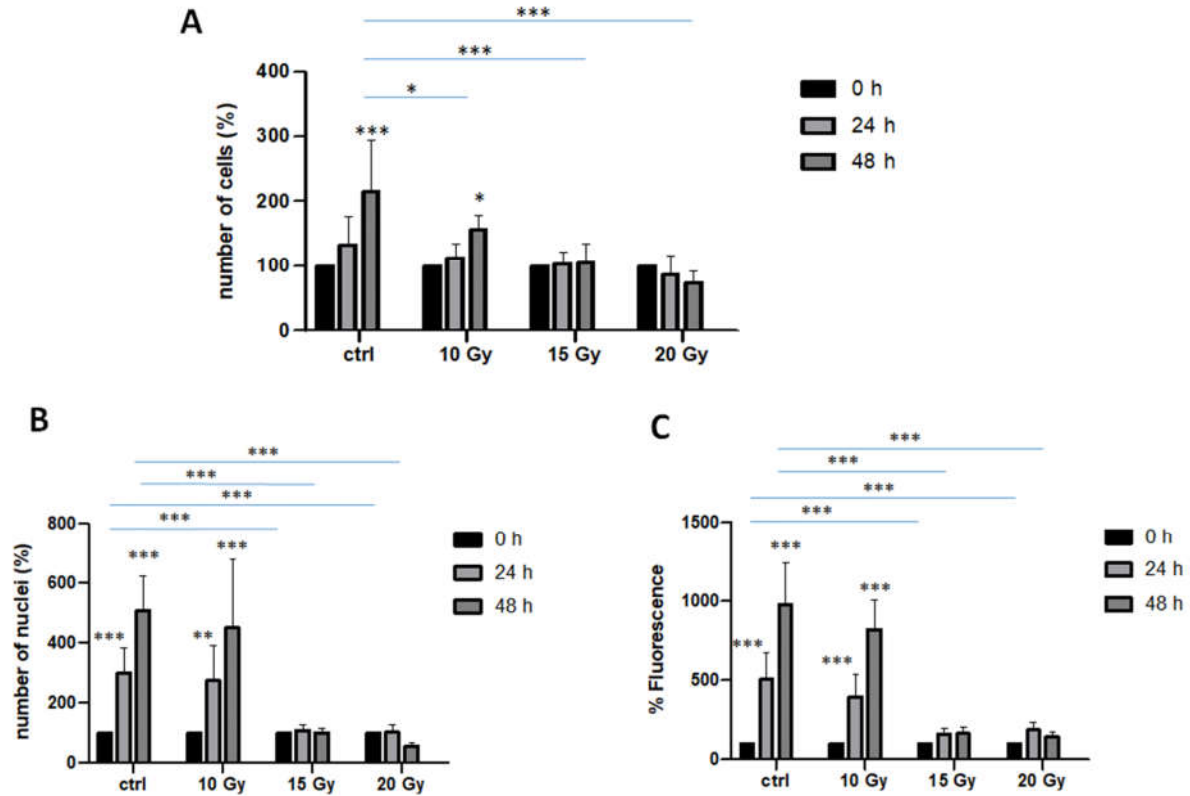 A
***
***
*
400
300
200
100
0
number of cells (%)
***
*
ctrl
10 Gy
15 Gy
20 Gy
0 h
24 h
48 h
B
***
***
***
***
800
600
400
200
0
number of nuclei (%)
***
***
**
***
ctrl
10 Gy
15 Gy
20 Gy
0 h
24 h
48 h
C
***
***
***
***
1500
1000
500
0
% Fluorescence
***
***
***
***
ctrl
10 Gy
15 Gy
20 Gy
0 h
24 h
48 h